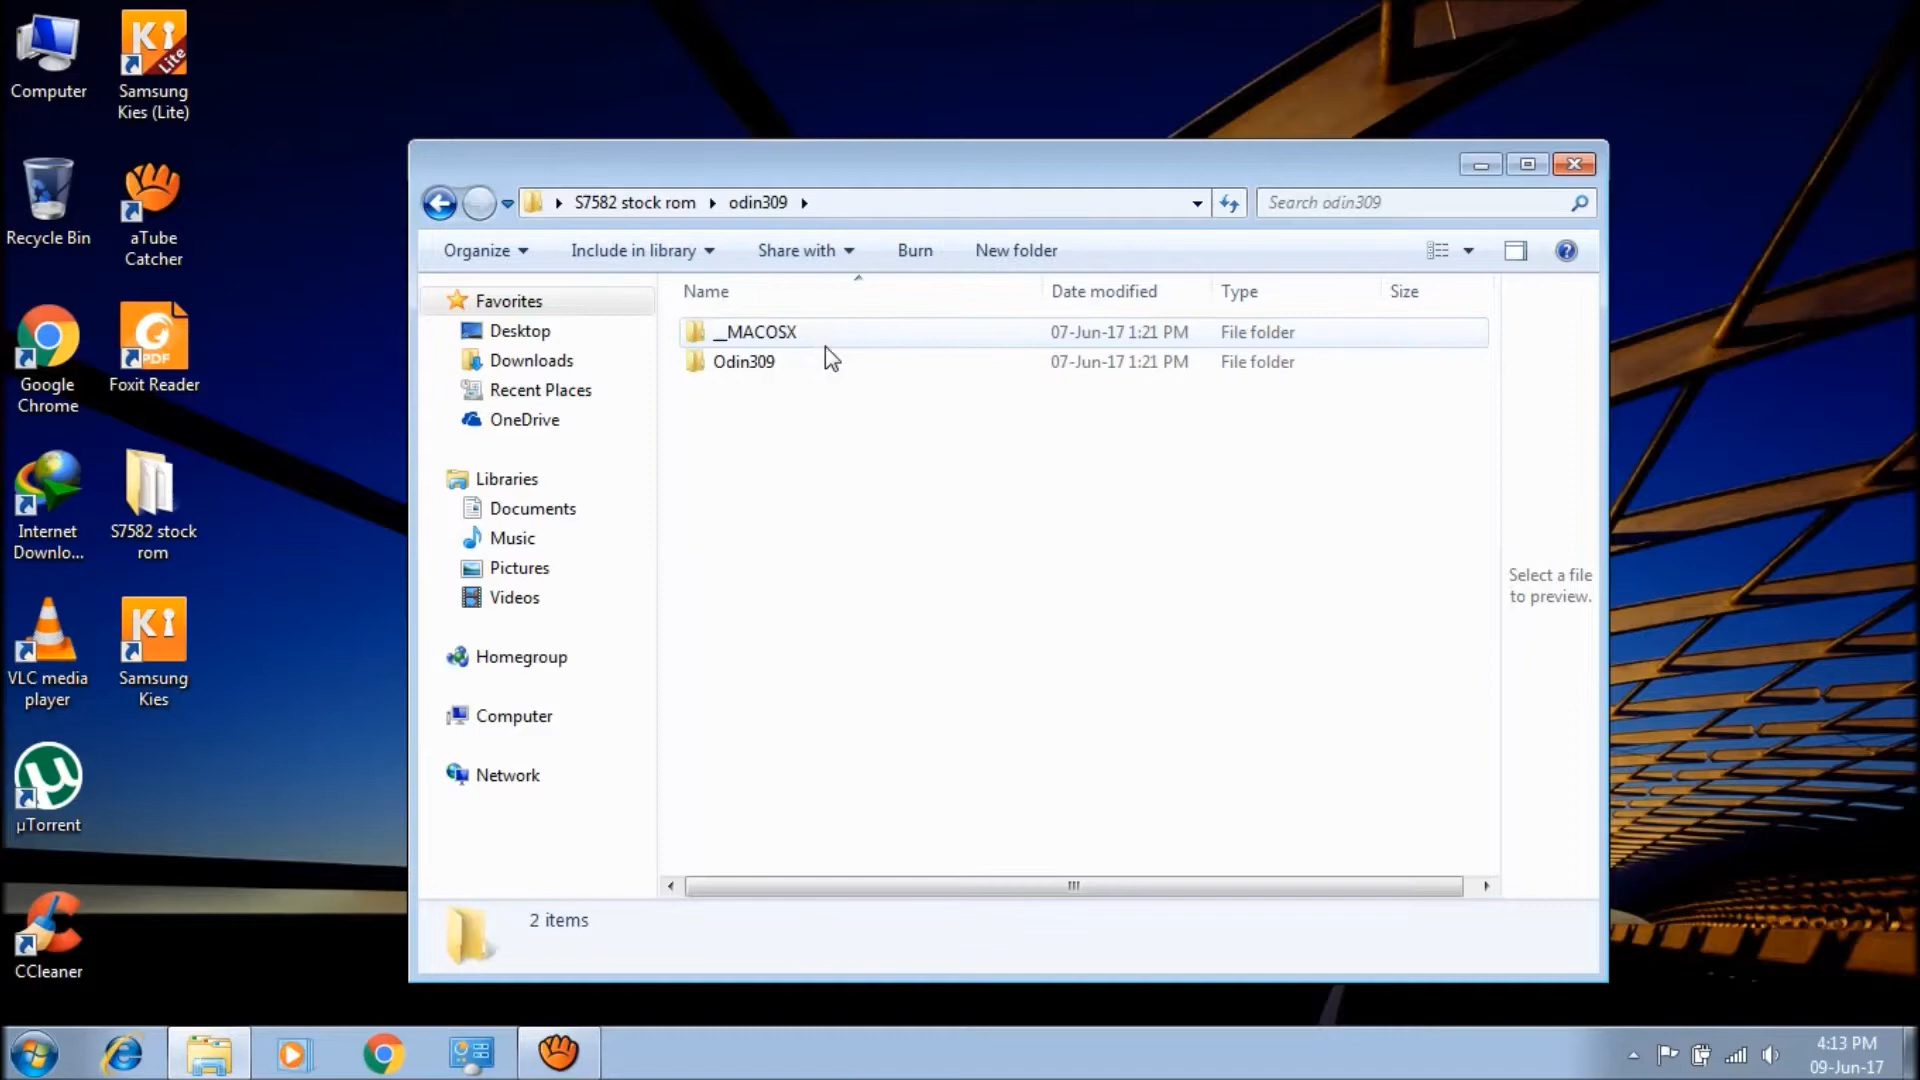 Computer
Samsung
Kies (Lite)
Recycle Bin
aTube
Catcher
Google
Chrome
Foxit Reader
PDF
Internet
Downlo...
S7582 stock
rom
VLC media
player
Samsung
Kies
µTorrent
CCleaner
Ki
Lite
Ki
S7582 stock rom
odin309
Search odin309
Organize
Include in library
Share with
Burn
New folder
Favorites
Desktop
Downloads
Recent Places
OneDrive
Libraries
Documents
Music
Pictures
Videos
Homegroup
Computer
Network
Name Date modified Type Size
__MACOSX 07-Jun-17 1:21 PM File folder
Odin309 07-Jun-17 1:21 PM File folder
Select a file
to preview.
2 items
4:13 PM
09-Jun-17